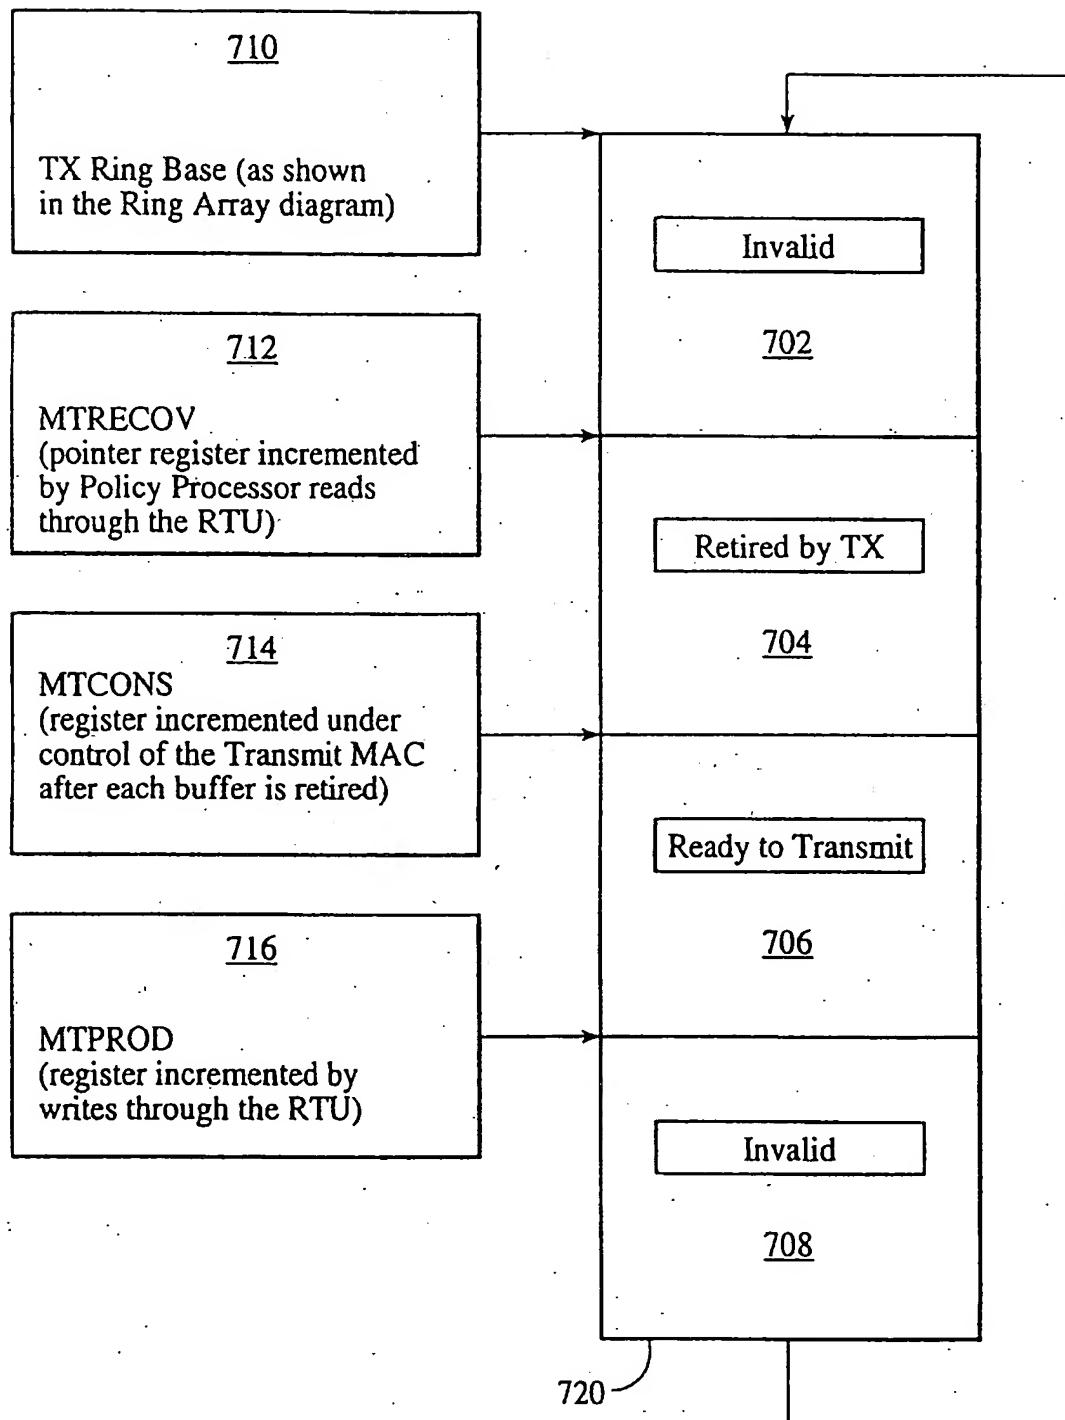 710
TX Ring Base (as shown
in the Ring Array diagram)
712
MTRECOV
(pointer register incremented
by Policy Processor reads
through the RTU)
714
MTCONS
(register incremented under
control of the Transmit MAC
after each buffer is retired)
716
MTPROD
(register incremented by
writes through the RTU)
Invalid
702
Retired by TX
704
Ready to Transmit
706
Invalid
708
720